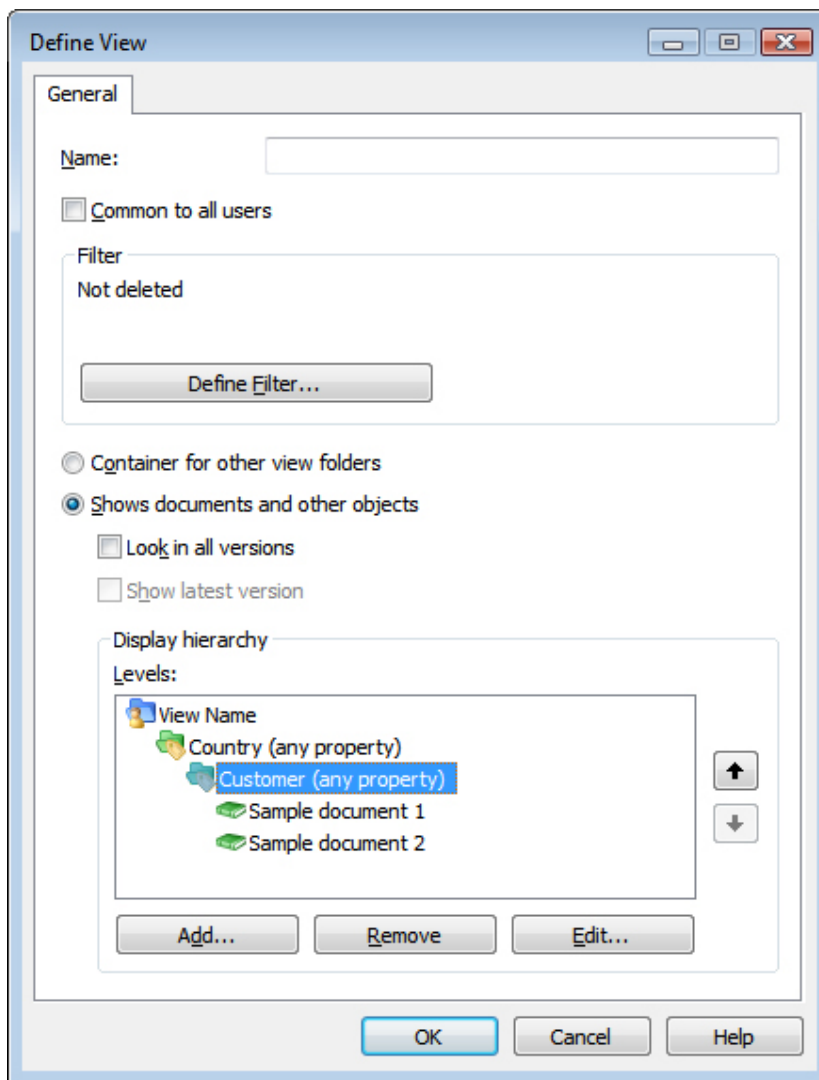 Define View
General
Name:
Common to all users
Filter
Not deleted
Define Filter...
Container for other view folders
Shows documents and other objects
Look in all versions
Show latest version
Display hierarchy
Levels:
View Name
Country (any property)
Customer (any property)
Sample document 1
Sample document 2
Add... Remove Edit...
OK Cancel Help